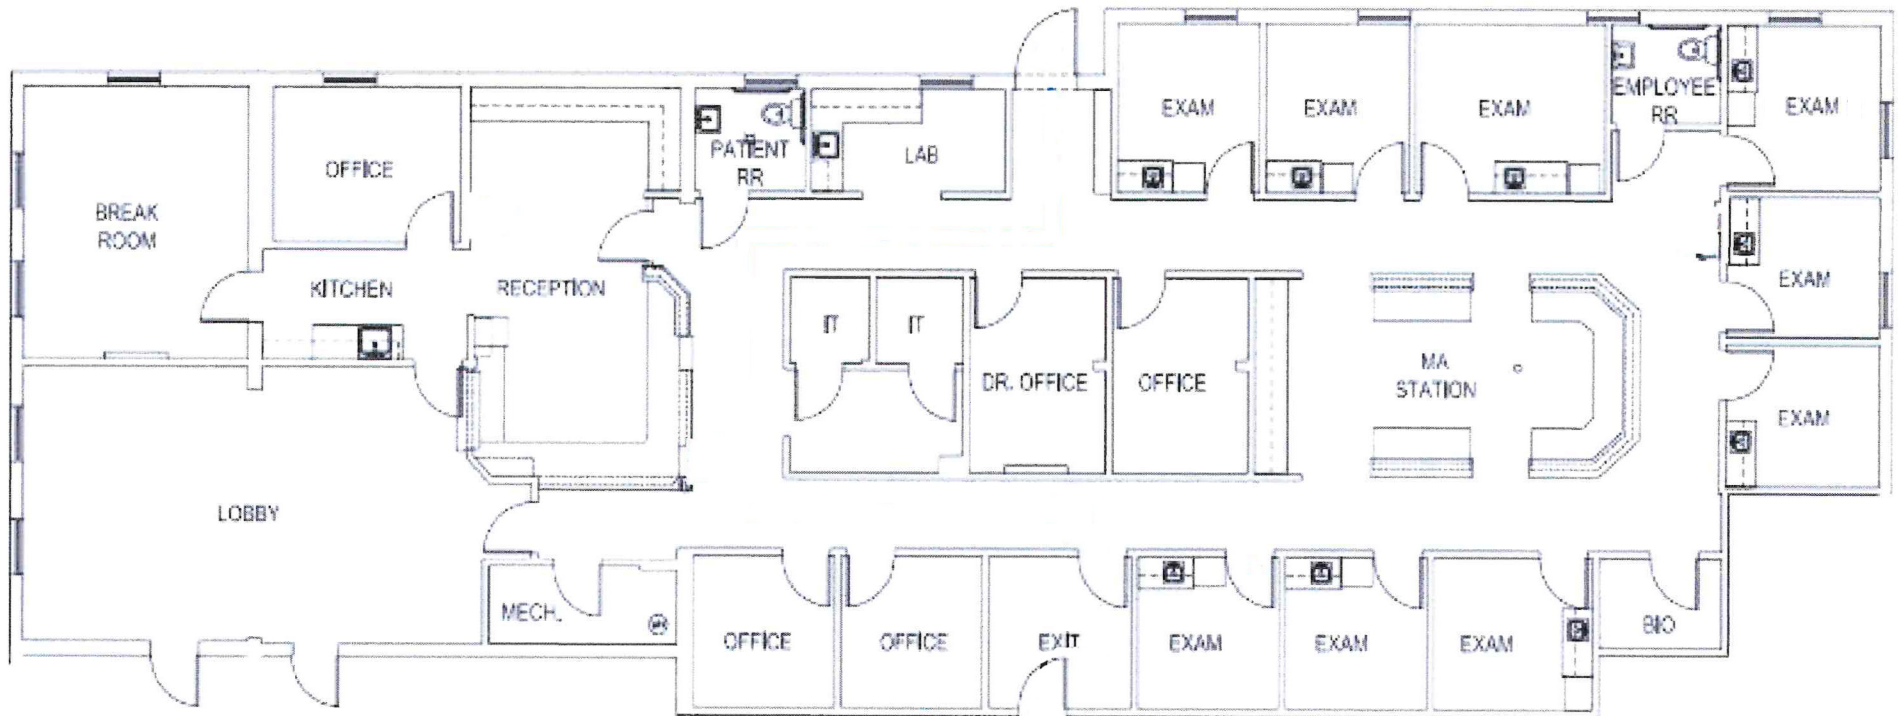 EXAM
EXAM
EXAM
EMPLOYEE
RR
EXAM
OFFICE
PATIENT
RR
LAB
BREAK
ROOM
KITCHEN
RECEPTION
IT
IT
DR. OFFICE
OFFICE
MA
STATION
EXAM
EXAM
LOBBY
MECH.
OFFICE
OFFICE
EXIT
EXAM
EXAM
EXAM
BIO